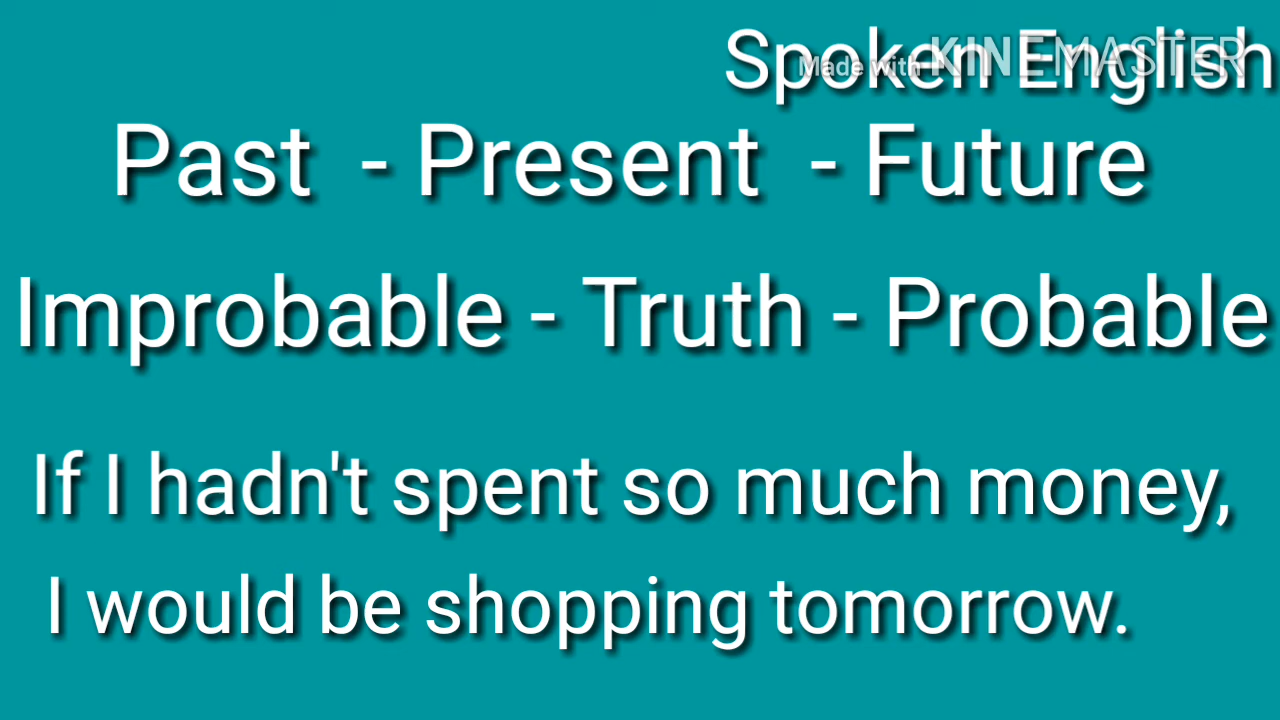 Spoken English
Made with KINEMASTER
Past - Present - Future
Improbable - Truth - Probable
If I hadn't spent so much money,
I would be shopping tomorrow.